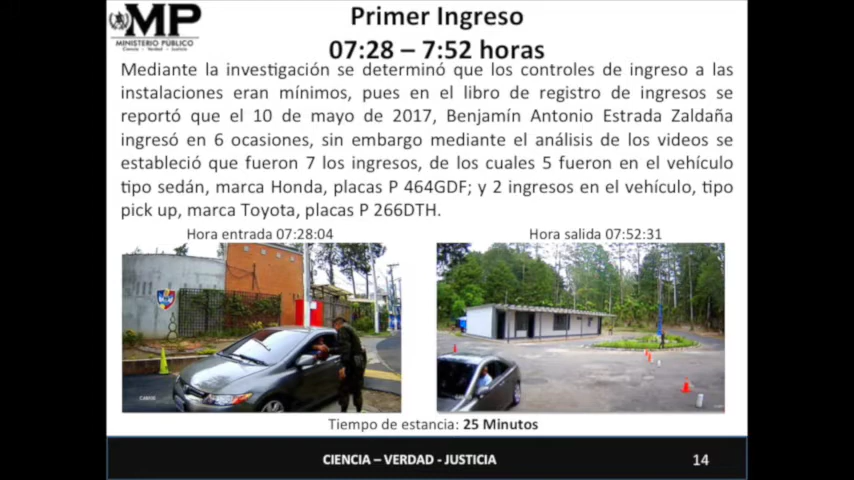 MP
MINISTERIO PÚBLICO
Ciencia - Verdad - Justicia
Primer Ingreso
07:28 – 7:52 horas
Mediante la investigación se determinó que los controles de ingreso a las
instalaciones eran mínimos, pues en el libro de registro de ingresos se
reportó que el 10 de mayo de 2017, Benjamín Antonio Estrada Zaldaña
ingresó en 6 ocasiones, sin embargo mediante el análisis de los videos se
estableció que fueron 7 los ingresos, de los cuales 5 fueron en el vehículo
tipo sedán, marca Honda, placas P 464GDF; y 2 ingresos en el vehículo, tipo
pick up, marca Toyota, placas P 266DTH.
Hora entrada 07:28:04
Hora salida 07:52:31
Tiempo de estancia: 25 Minutos
CIENCIA – VERDAD - JUSTICIA
14